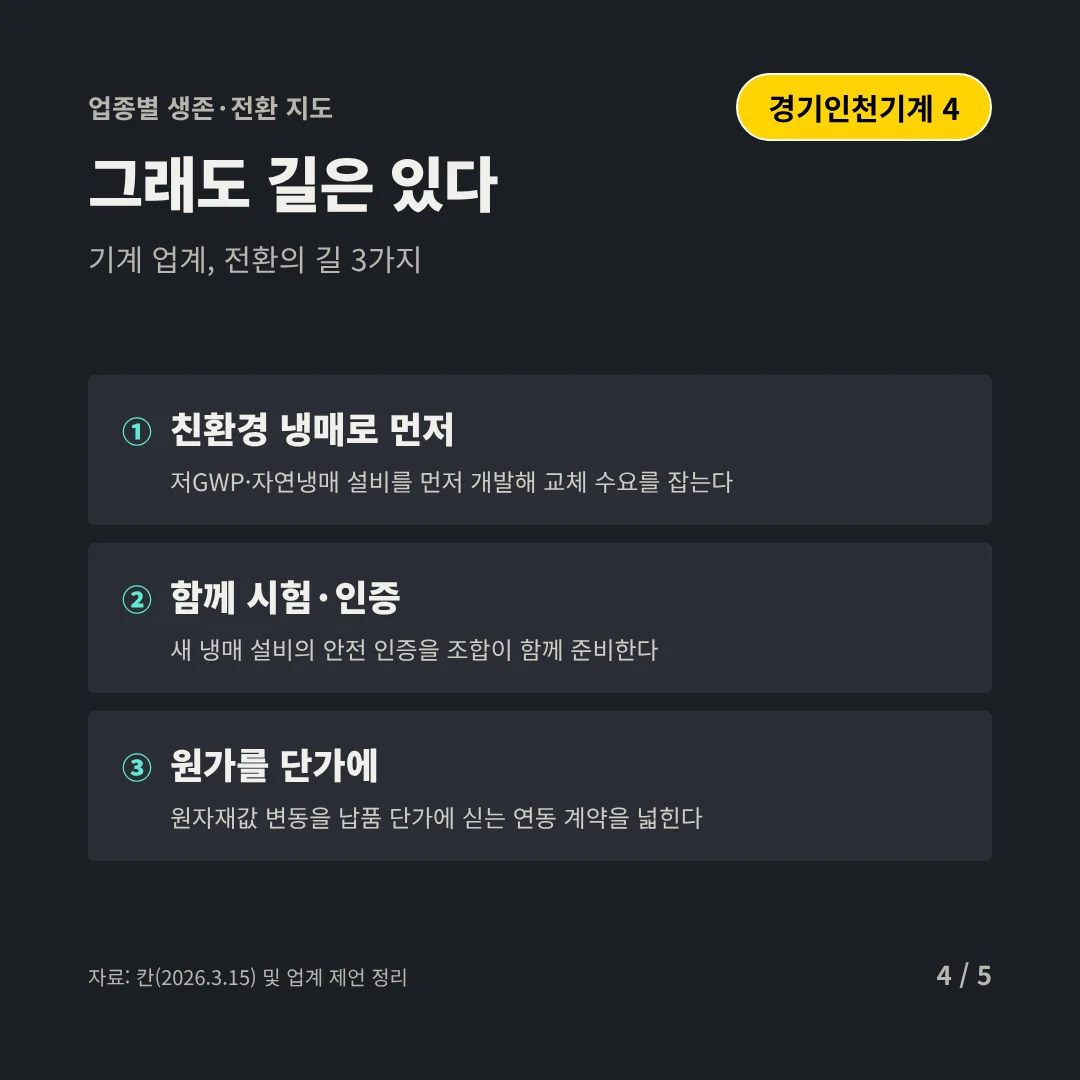 업종별 생존·전환 지도
경기인천기계 4
그래도 길은 있다
기계 업계, 전환의 길 3가지
① 친환경 냉매로 먼저
저GWP·자연냉매 설비를 먼저 개발해 교체 수요를 잡는다
② 함께 시험·인증
새 냉매 설비의 안전 인증을 조합이 함께 준비한다
③ 원가를 단가에
원자재값 변동을 납품 단가에 싣는 연동 계약을 넓힌다
자료: 칸(2026.3.15) 및 업계 제언 정리
4 / 5